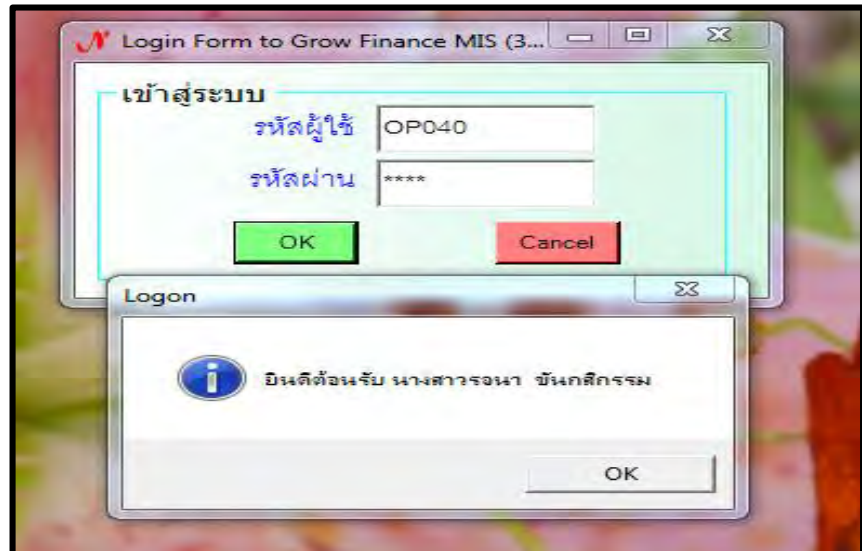 Login Form to Grow Finance MIS (3...
เข้าสู่ระบบ
รหัสผู้ใช้ OP040
รหัสผ่าน ****
OK Cancel
Logon
ยินดีต้อนรับ นางสาวรจนา ขันกสิกรรม
OK